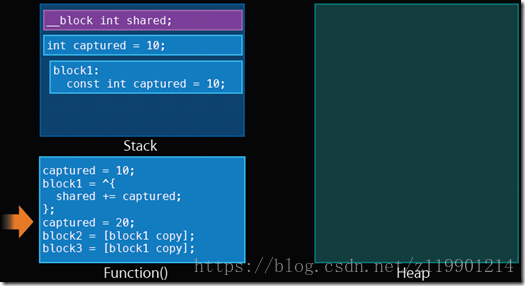 __block int shared;
int captured = 10;
block1:
const int captured = 10;
Stack
captured = 10;
block1 = ^{
shared += captured;
};
captured = 20;
block2 = [block1 copy];
block3 = [block1 copy];
Function()
Heap
https://blog.csdn.net/zl19901214